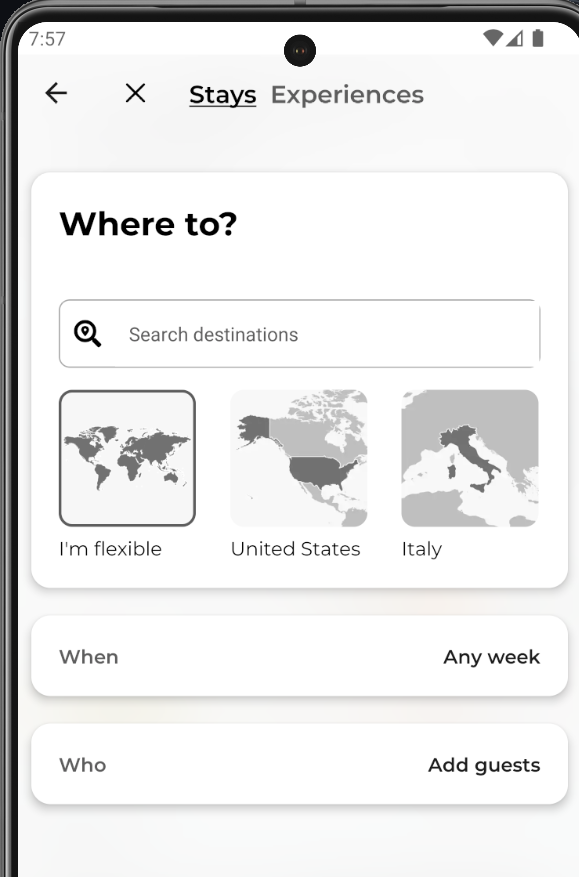 7:57
Stays Experiences
Where to?
Search destinations
I'm flexible United States Italy
When Any week
Who Add guests